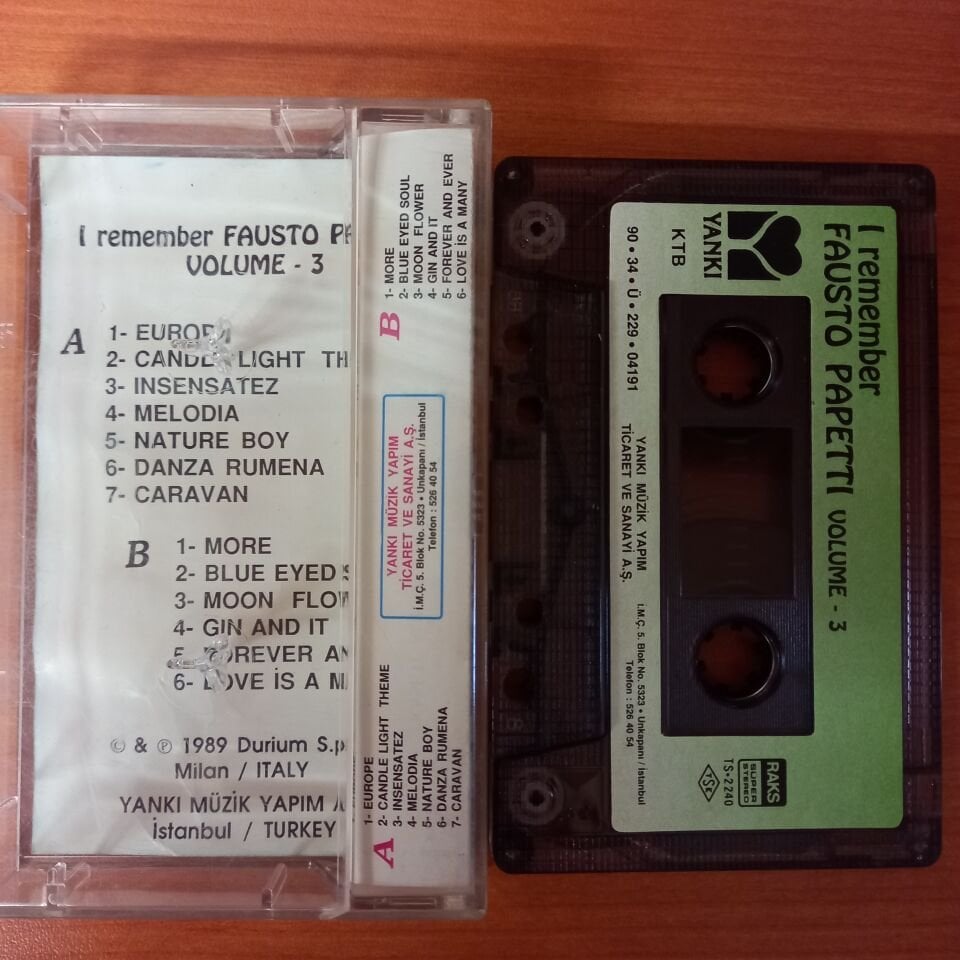 I remember FAUSTO
VOLUME - 3
A
1- EUROPA
2- CANDLE LIGHT TH
3- INSENSATEZ
4- MELODIA
5- NATURE BOY
6- DANZA RUMENA
7- CARAVAN
B
1- MORE
2- BLUE EYED S
3- MOON FLOW
4- GIN AND IT
5- FOREVER AN
6- LOVE İS A MA
© & ℗ 1989 Durium S.p.
Milan / ITALY
YANKI MÜZİK YAPIM A.
İstanbul / TURKEY
B
1- MORE
2- BLUE EYED SOUL
3- MOON FLOWER
4- GIN AND IT
5- FOREVER AND EVER
6- LOVE İS A MANY
YANKI MÜZİK YAPIM
TİCARET VE SANAYİ A.Ş.
İ.M.Ç. 5. Blok No. 5323 • Unkapanı / İstanbul
Telefon : 526 40 54
A
1- EUROPE
2- CANDLE LIGHT THEME
3- INSENSATEZ
4- MELODIA
5- NATURE BOY
6- DANZA RUMENA
7- CARAVAN
I remember
FAUSTO PAPETTI VOLUME - 3
YANKI
KTB
90 • 34 • Ü • 229 • 04191
YANKI MÜZİK YAPIM
TİCARET VE SANAYİ A.Ş.
İ.M.Ç. 5. Blok No. 5323 • Unkapanı / İstanbul
Telefon : 526 40 54
RAKS
SUPER
STEREO
TS•2240
TSE